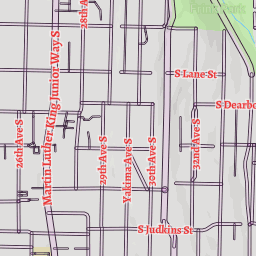 28th Av
S Lane St
S Dearbo
Martin Luther King Junior Way S
26th Ave S
29th Ave S
Yakima Ave S
30th Ave S
32nd Ave S
S Judkins St